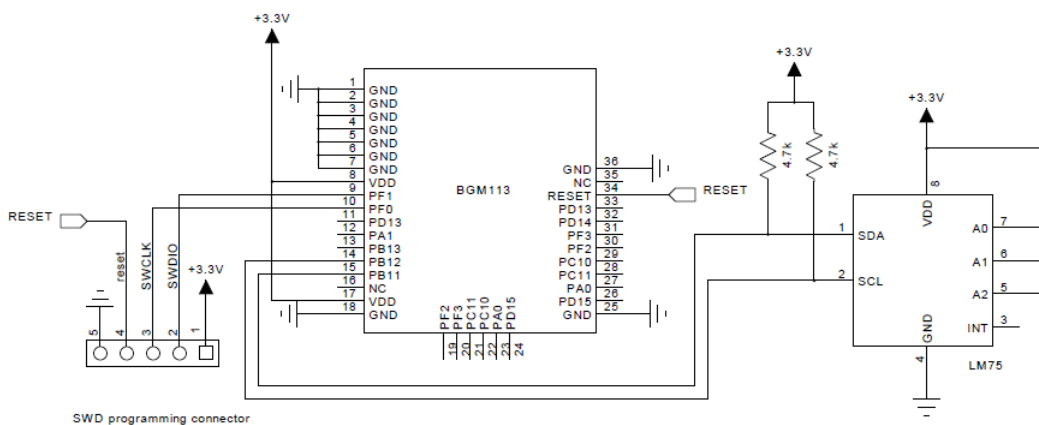 +3.3V
BGM113
1 GND
2 GND
3 GND
4 GND
5 GND
6 GND
7 GND
8 VDD
9 PF1
10 PF0
11 PD13
12 PA1
13 PB13
14 PB12
15 PB11
16 NC
17 VDD
18 GND
PF2 19
PF3 20
PC11 21
PC10 22
PA0 23
PD15 24
GND 36
NC 35
RESET 34
PD13 33
PD14 32
PF3 31
PF2 30
PC10 29
PC11 28
PA0 27
PD15 26
GND 25
RESET
RESET
reset
SWCLK
SWDIO
+3.3V
5 4 3 2 1
SWD programming connector
+3.3V
4.7k
4.7k
+3.3V
8
VDD
1 SDA
2 SCL
A0 7
A1 6
A2 5
INT 3
GND
4
LM75